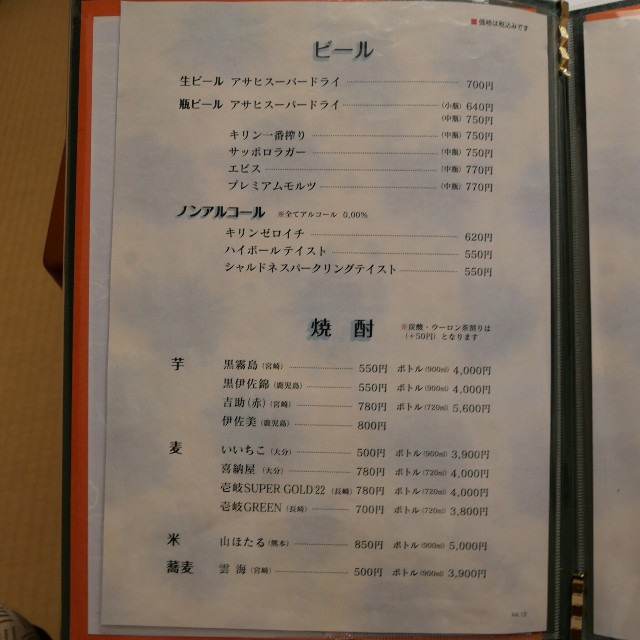 ■ 価格は税込みです
ビール
生ビール アサヒスーパードライ 700円
瓶ビール アサヒスーパードライ (小瓶) 640円
(中瓶) 750円
キリン一番搾り (中瓶) 750円
サッポロラガー (中瓶) 750円
エビス (中瓶) 770円
プレミアムモルツ (中瓶) 770円
ノンアルコール ※全てアルコール 0.00%
キリンゼロイチ 620円
ハイボールテイスト 550円
シャルドネスパークリングテイスト 550円
焼酎 ※炭酸・ウーロン茶割りは
(+50円) となります
芋 黒霧島(宮崎) 550円 ボトル(900ml) 4,000円
黒伊佐錦(鹿児島) 550円 ボトル(900ml) 4,000円
吉助(赤)(宮崎) 780円 ボトル(720ml) 5,600円
伊佐美(鹿児島) 800円
麦 いいちこ(大分) 500円 ボトル(900ml) 3,900円
喜納屋(大分) 780円 ボトル(720ml) 4,000円
壱岐SUPER GOLD 22(長崎) 780円 ボトル(720ml) 4,000円
壱岐GREEN(長崎) 700円 ボトル(720ml) 3,800円
米 山ほたる(熊本) 850円 ボトル(900ml) 5,000円
蕎麦 雲海(宮崎) 500円 ボトル(900ml) 3,900円